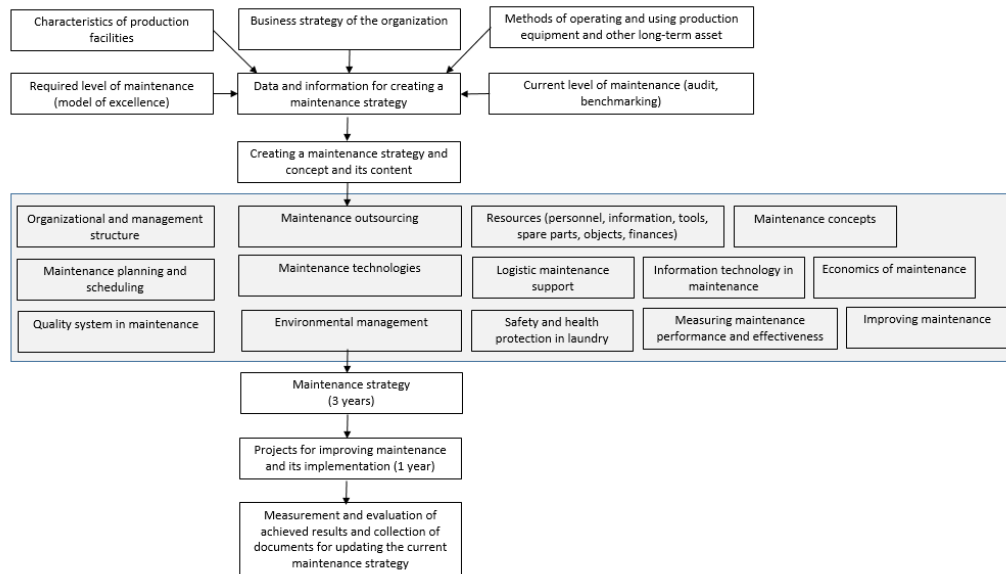 Characteristics of production
facilities
Business strategy of the organization
Methods of operating and using production
equipment and other long-term asset
Required level of maintenance
(model of excellence)
Data and information for creating a
maintenance strategy
Current level of maintenance (audit,
benchmarking)
Creating a maintenance strategy and
concept and its content
Organizational and management
structure
Maintenance outsourcing
Resources (personnel, information, tools,
spare parts, objects, finances)
Maintenance concepts
Maintenance planning and
scheduling
Maintenance technologies
Logistic maintenance
support
Information technology in
maintenance
Economics of maintenance
Quality system in maintenance
Environmental management
Safety and health
protection in laundry
Measuring maintenance
performance and effectiveness
Improving maintenance
Maintenance strategy
(3 years)
Projects for improving maintenance
and its implementation (1 year)
Measurement and evaluation of
achieved results and collection of
documents for updating the current
maintenance strategy